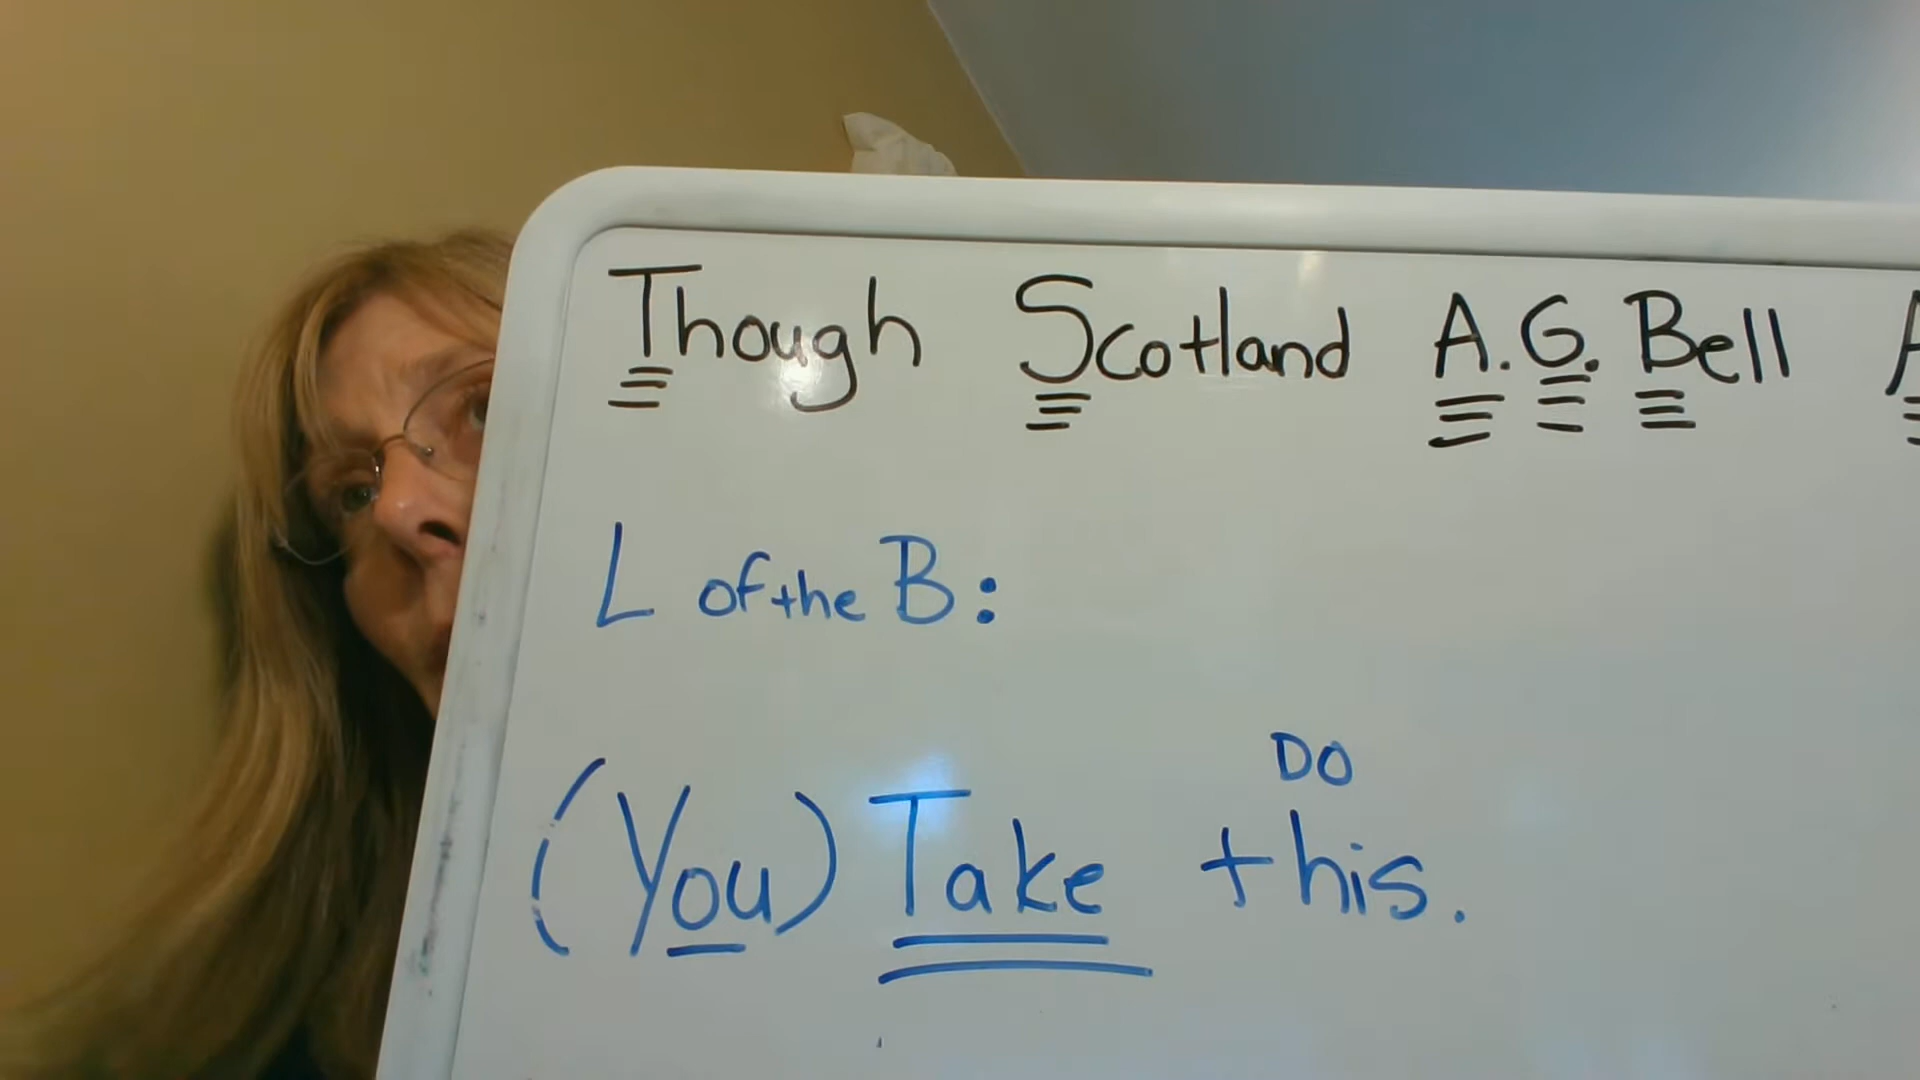 Though Scotland A.G. Bell A
L of the B:
DO
(You) Take this.